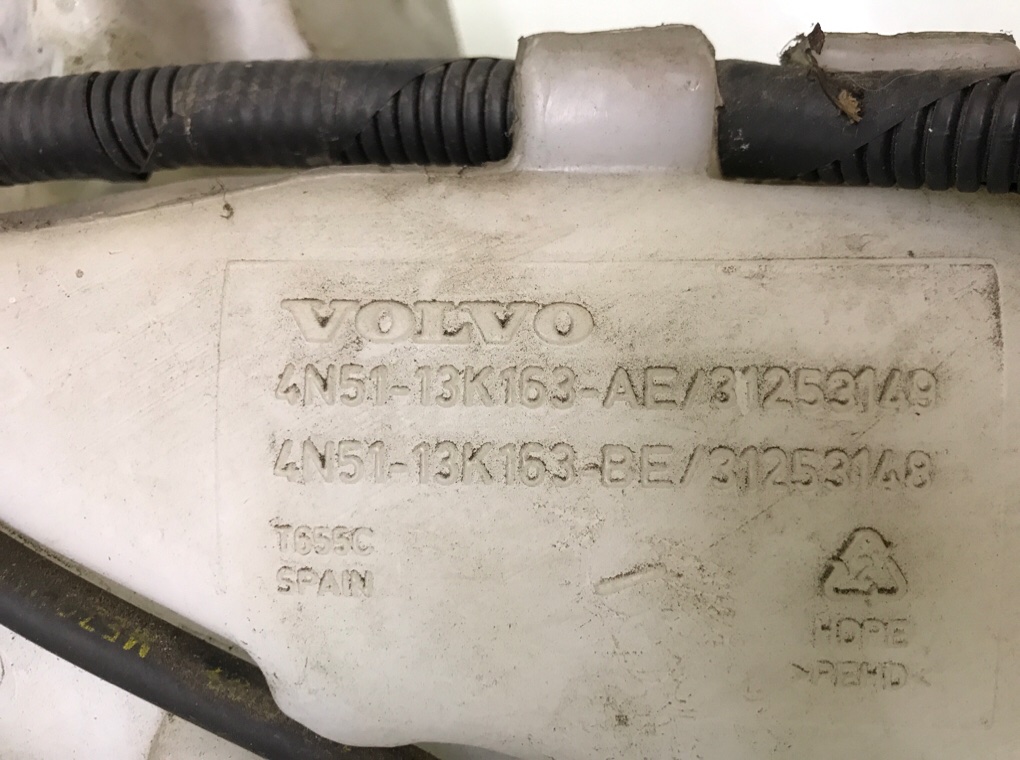 VOLVO
4N51-13K163-AE/31253149
4N51-13K163-BE/31253148
T655C
SPAIN
HDPE
>PEHD<